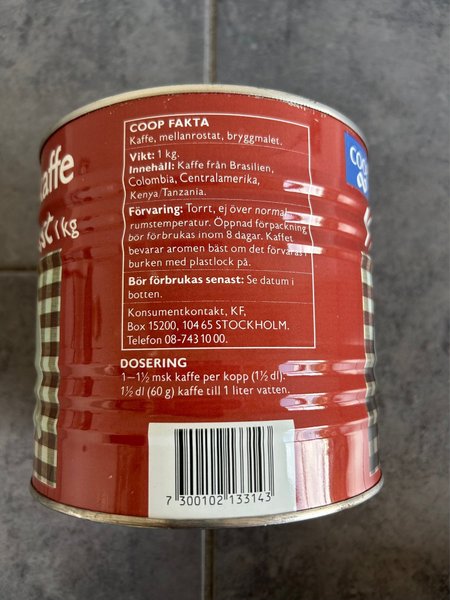 COOP FAKTA
Kaffe, mellanrostat, bryggmalet.
Vikt: 1 kg.
Innehåll: Kaffe från Brasilien,
Colombia, Centralamerika,
Kenya/Tanzania.
Förvaring: Torrt, ej över normal
rumstemperatur. Öppnad förpackning
bör förbrukas inom 8 dagar. Kaffet
bevarar aromen bäst om det förvaras i
burken med plastlock på.
Bör förbrukas senast: Se datum i
botten.
Konsumentkontakt, KF,
Box 15200, 104 65 STOCKHOLM.
Telefon 08-743 10 00.
DOSERING
1–1½ msk kaffe per kopp (1½ dl).
1½ dl (60 g) kaffe till 1 liter vatten.
7 300102 133143
1 kg